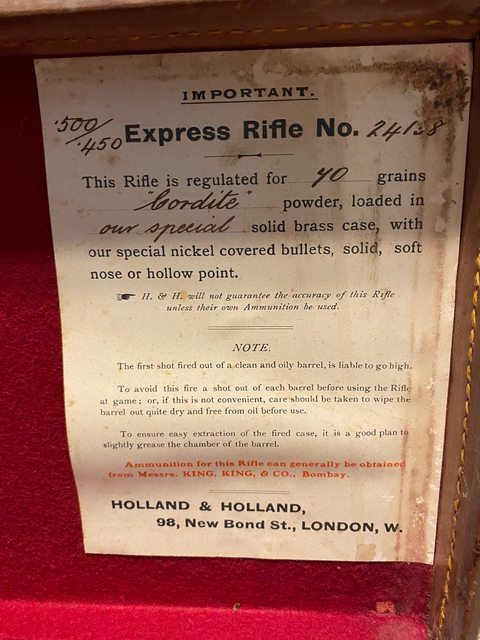 IMPORTANT.
·500/·450 Express Rifle No.
This Rifle is regulated for 70 grains
"Cordite" powder, loaded in
our special solid brass case, with
our special nickel covered bullets, solid, soft
nose or hollow point.
☞ H. & H. will not guarantee the accuracy of this Rifle
unless their own Ammunition be used.
NOTE.
The first shot fired out of a clean and oily barrel, is liable to go high.
To avoid this fire a shot out of each barrel before using the Rifle
at game; or, if this is not convenient, care should be taken to wipe the
barrel out quite dry and free from oil before use.
To ensure easy extraction of the fired case, it is a good plan to
slightly grease the chamber of the barrel.
Ammunition for this Rifle can generally be obtained
from Messrs. KING, KING, & CO., Bombay.
HOLLAND & HOLLAND,
98, New Bond St., LONDON, W.